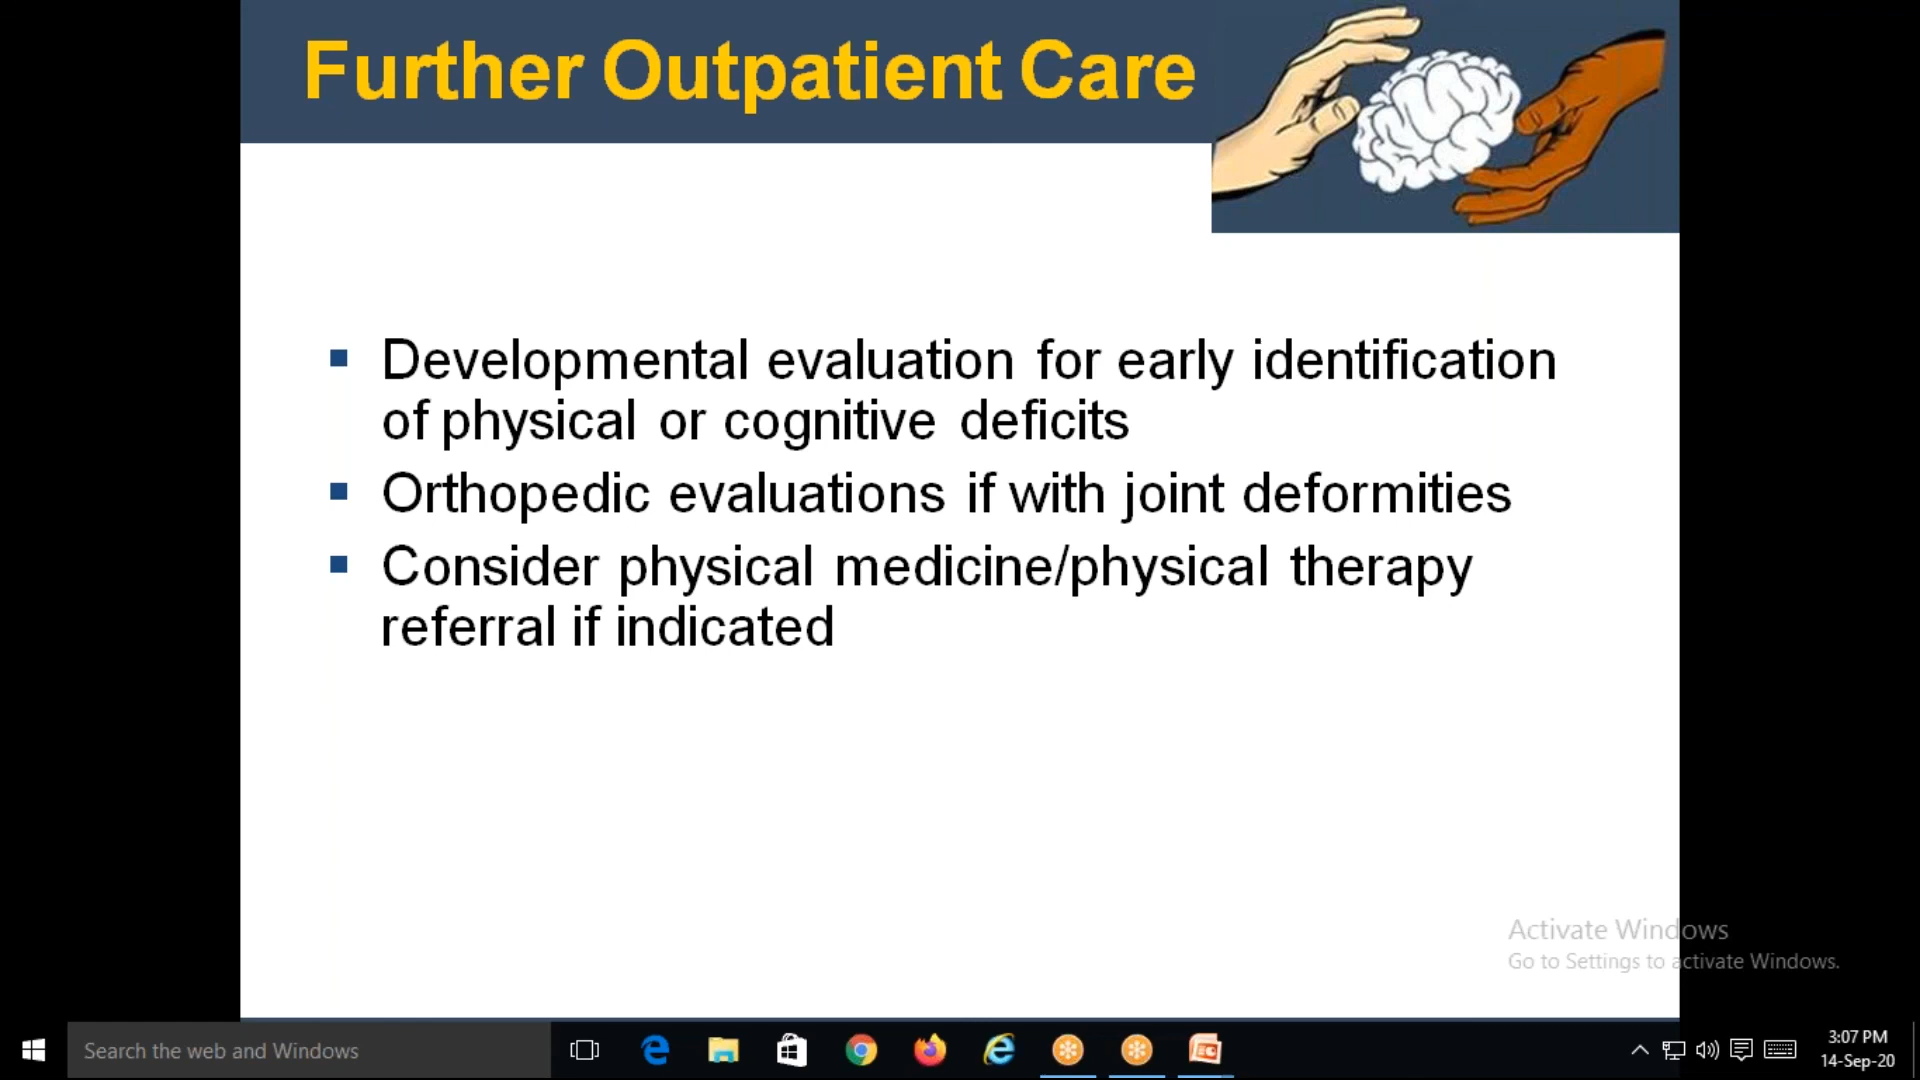 Further Outpatient Care
Developmental evaluation for early identification
of physical or cognitive deficits
Orthopedic evaluations if with joint deformities
Consider physical medicine/physical therapy
referral if indicated
Activate Windows
Go to Settings to activate Windows.
Search the web and Windows
3:07 PM
14-Sep-20